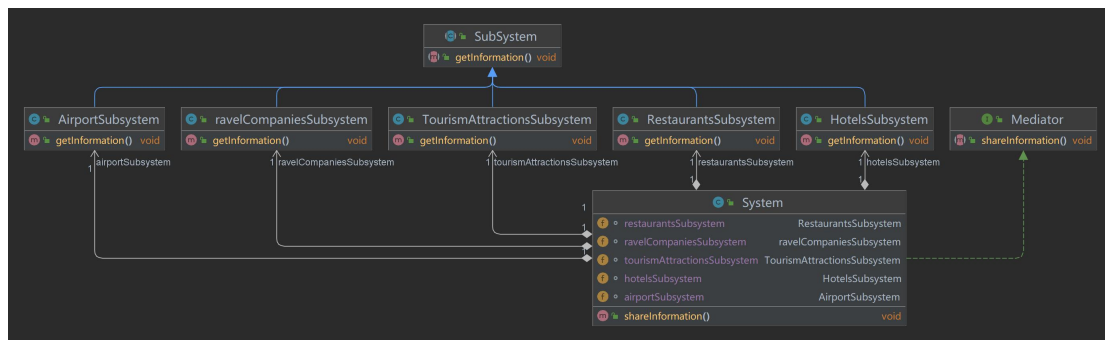 SubSystem
getInformation() void
AirportSubsystem
getInformation() void
ravelCompaniesSubsystem
getInformation() void
TourismAttractionsSubsystem
getInformation() void
RestaurantsSubsystem
getInformation() void
HotelsSubsystem
getInformation() void
Mediator
shareInformation() void
1 airportSubsystem
1 ravelCompaniesSubsystem
1 tourismAttractionsSubsystem
1 restaurantsSubsystem
1 hotelsSubsystem
1
1
1
1
1
System
restaurantsSubsystem RestaurantsSubsystem
ravelCompaniesSubsystem ravelCompaniesSubsystem
tourismAttractionsSubsystem TourismAttractionsSubsystem
hotelsSubsystem HotelsSubsystem
airportSubsystem AirportSubsystem
shareInformation() void